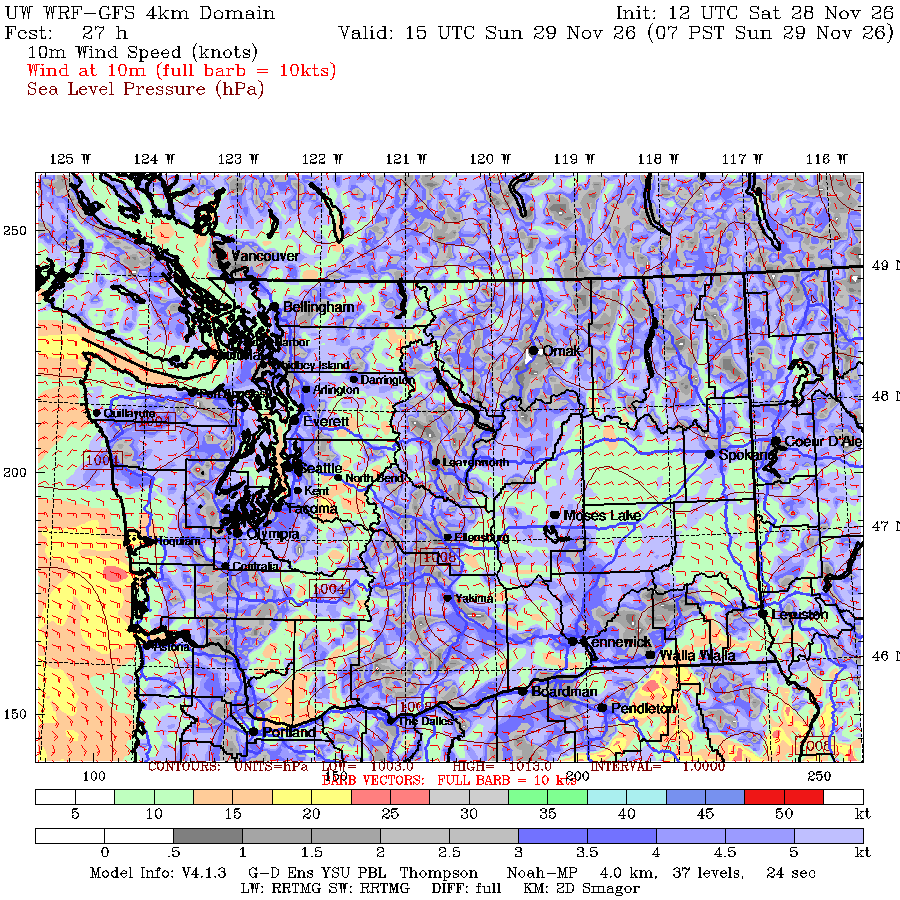 UW WRF-GFS 4km Domain Init: 12 UTC Sat 28 Nov 26
Fcst: 27 h Valid: 15 UTC Sun 29 Nov 26 (07 PST Sun 29 Nov 26)
10m Wind Speed (knots)
Wind at 10m (full barb = 10kts)
Sea Level Pressure (hPa)
125 W 124 W 123 W 122 W 121 W 120 W 119 W 118 W 117 W 116 W
250
Vancouver
49 N
Bellingham
Omak
Darrington
Arlington
48 N
Quillayute
1004
Everett
Coeur D'Ale
Spokane
1004
Leavenworth
200
Seattle
North Bend
Kent
Tacoma
Moses Lake
47 N
Olympia
Hoquiam
Ellensburg
1008
Centralia
1004
Yakima
Lewiston
Kennewick
Walla Walla
46 N
Astoria
Boardman
1008
Pendleton
150
The Dalles
Portland
CONTOURS: UNITS=hPa LOW= 1003.0 HIGH= 1013.0 INTERVAL= 1.0000
BARB VECTORS: FULL BARB = 10 kts
100 150 200 250
5 10 15 20 25 30 35 40 45 50 kt
0 .5 1 1.5 2 2.5 3 3.5 4 4.5 5 kt
Model Info: V4.1.3 G-D Ens YSU PBL Thompson Noah-MP 4.0 km, 37 levels, 24 sec
LW: RRTMG SW: RRTMG DIFF: full KM: 2D Smagor